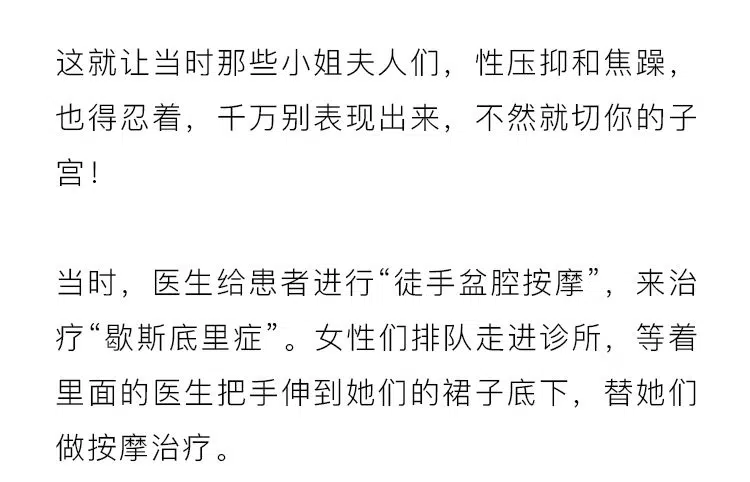 这就让当时那些小姐夫人们，性压抑和焦躁，
也得忍着，千万别表现出来，不然就切你的子
宫！
当时，医生给患者进行“徒手盆腔按摩”，来治
疗“歇斯底里症”。女性们排队走进诊所，等着
里面的医生把手伸到她们的裙子底下，替她们
做按摩治疗。